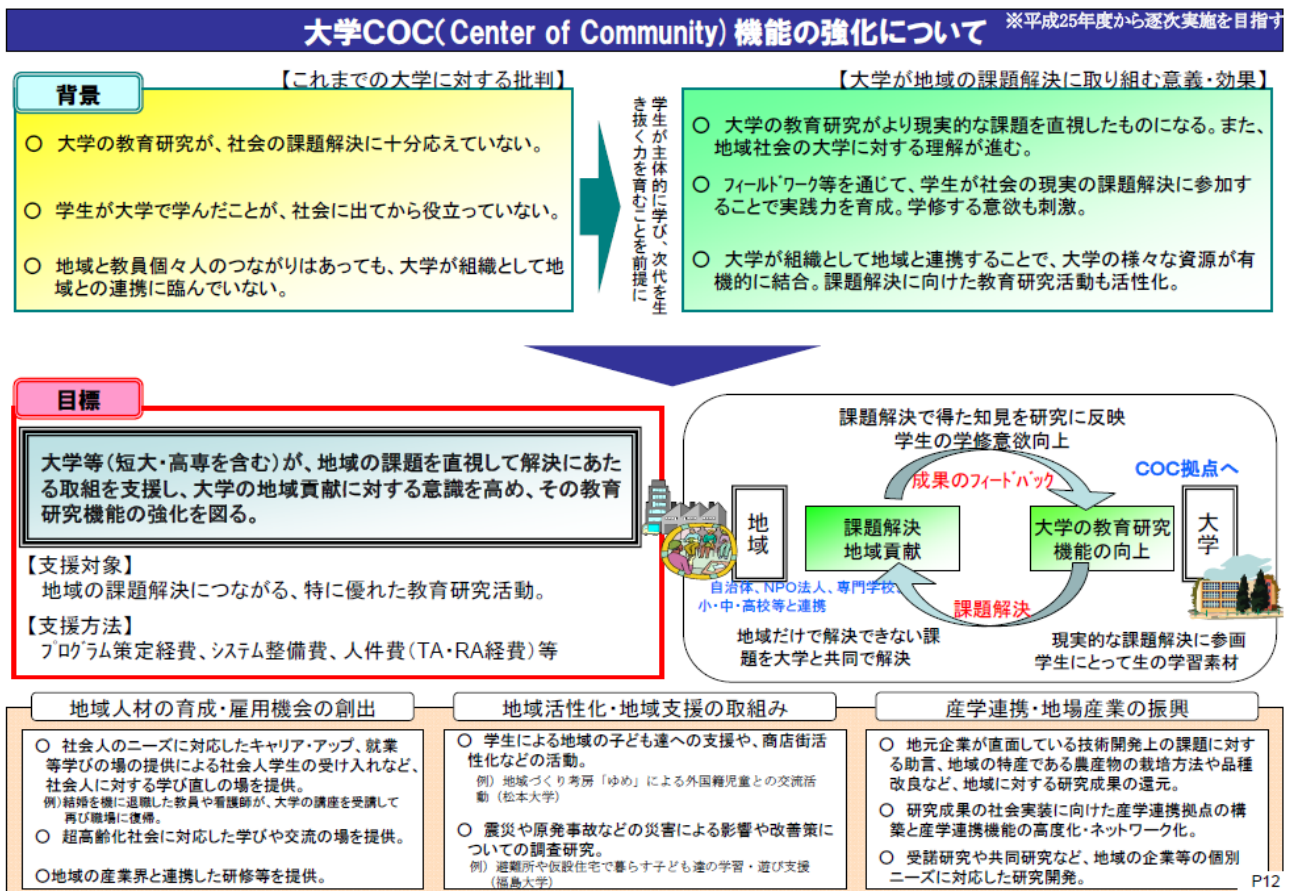 大学COC(Center of Community)機能の強化について
※平成25年度から逐次実施を目指す
背景
【これまでの大学に対する批判】
○ 大学の教育研究が、社会の課題解決に十分応えていない。
○ 学生が大学で学んだことが、社会に出てから役立っていない。
○ 地域と教員個々人のつながりはあっても、大学が組織として地
域との連携に臨んでいない。
学生が主体的に学び、次代を生
き抜く力を育むことを前提に
【大学が地域の課題解決に取り組む意義・効果】
○ 大学の教育研究がより現実的な課題を直視したものになる。また、
地域社会の大学に対する理解が進む。
○ フィールドワーク等を通じて、学生が社会の現実の課題解決に参加す
ることで実践力を育成。学修する意欲も刺激。
○ 大学が組織として地域と連携することで、大学の様々な資源が有
機的に結合。課題解決に向けた教育研究活動も活性化。
目標
大学等(短大・高専を含む)が、地域の課題を直視して解決にあた
る取組を支援し、大学の地域貢献に対する意識を高め、その教育
研究機能の強化を図る。
【支援対象】
地域の課題解決につながる、特に優れた教育研究活動。
【支援方法】
プログラム策定経費、システム整備費、人件費(TA・RA経費)等
課題解決で得た知見を研究に反映
学生の学修意欲向上
成果のフィードバック
COC拠点へ
地域
課題解決
地域貢献
大学の教育研究
機能の向上
大学
自治体、NPO法人、専門学校、
小・中・高校等と連携
課題解決
地域だけで解決できない課
題を大学と共同で解決
現実的な課題解決に参画
学生にとって生の学習素材
地域人材の育成・雇用機会の創出
○ 社会人のニーズに対応したキャリア・アップ、就業
等学びの場の提供による社会人学生の受け入れなど、
社会人に対する学び直しの場を提供。
例)結婚を機に退職した教員や看護師が、大学の講座を受講して
再び職場に復帰。
○ 超高齢化社会に対応した学びや交流の場を提供。
○地域の産業界と連携した研修等を提供。
地域活性化・地域支援の取組み
○ 学生による地域の子ども達への支援や、商店街活
性化などの活動。
例）地域づくり考房「ゆめ」による外国籍児童との交流活
動（松本大学）
○ 震災や原発事故などの災害による影響や改善策に
ついての調査研究。
例）避難所や仮設住宅で暮らす子ども達の学習・遊び支援
（福島大学）
産学連携・地場産業の振興
○ 地元企業が直面している技術開発上の課題に対す
る助言、地域の特産である農産物の栽培方法や品種
改良など、地域に対する研究成果の還元。
○ 研究成果の社会実装に向けた産学連携拠点の構
築と産学連携機能の高度化・ネットワーク化。
○ 受諾研究や共同研究など、地域の企業等の個別
ニーズに対応した研究開発。
P12